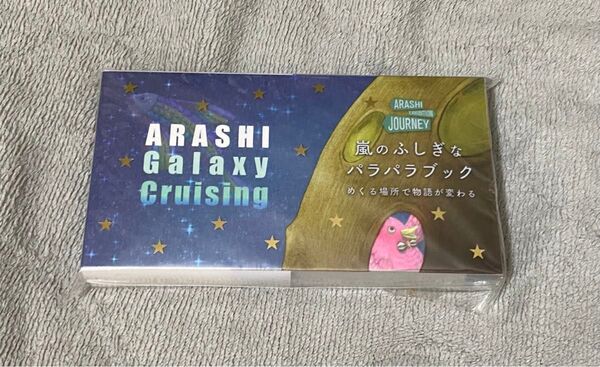 ARASHI
Galaxy
Cruising
ARASHI
EXHIBITION
JOURNEY
嵐のふしぎな
パラパラブック
めくる場所で物語が変わる